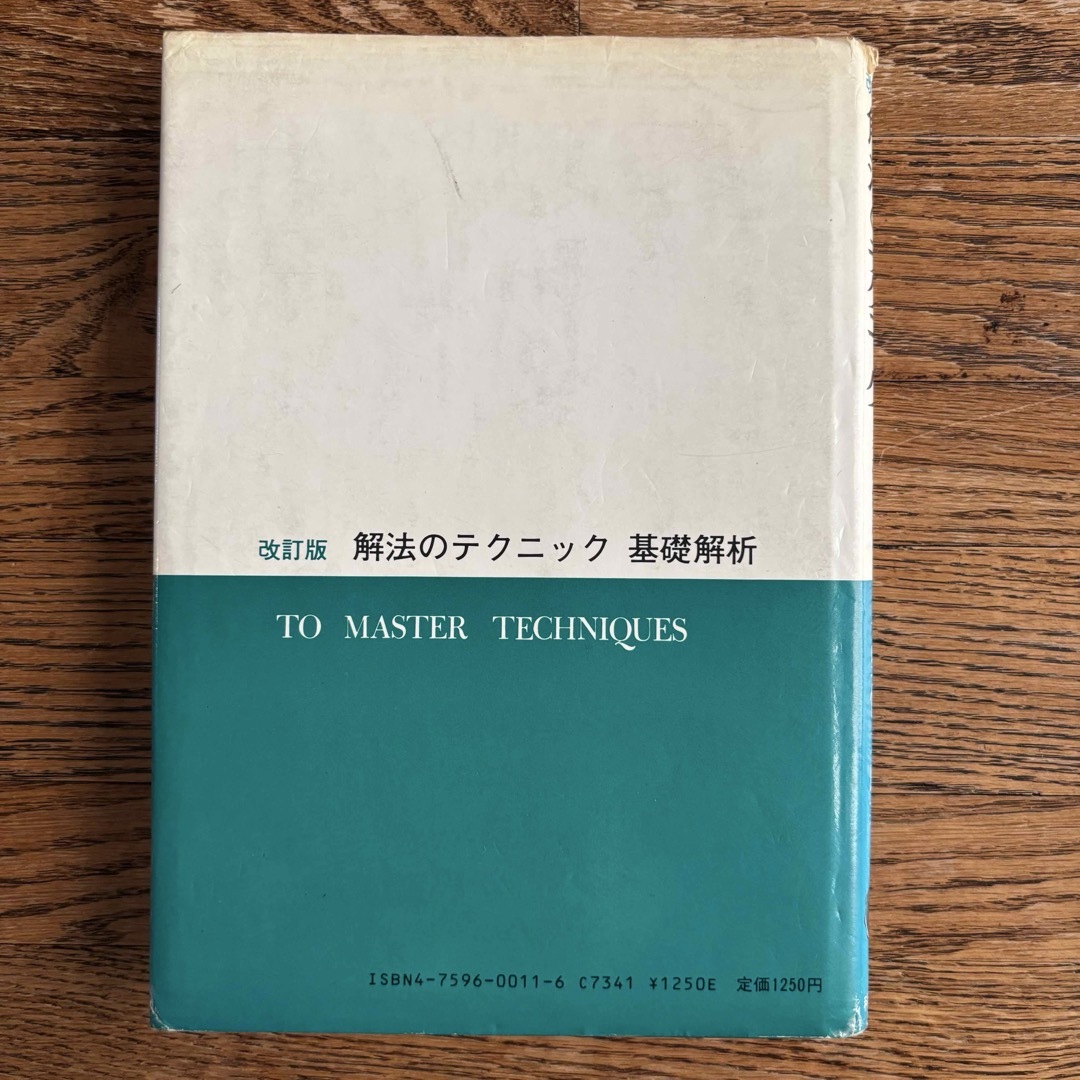 改訂版 解法のテクニック 基礎解析
TO MASTER TECHNIQUES
ISBN4-7596-0011-6 C7341 ¥1250E 定価1250円